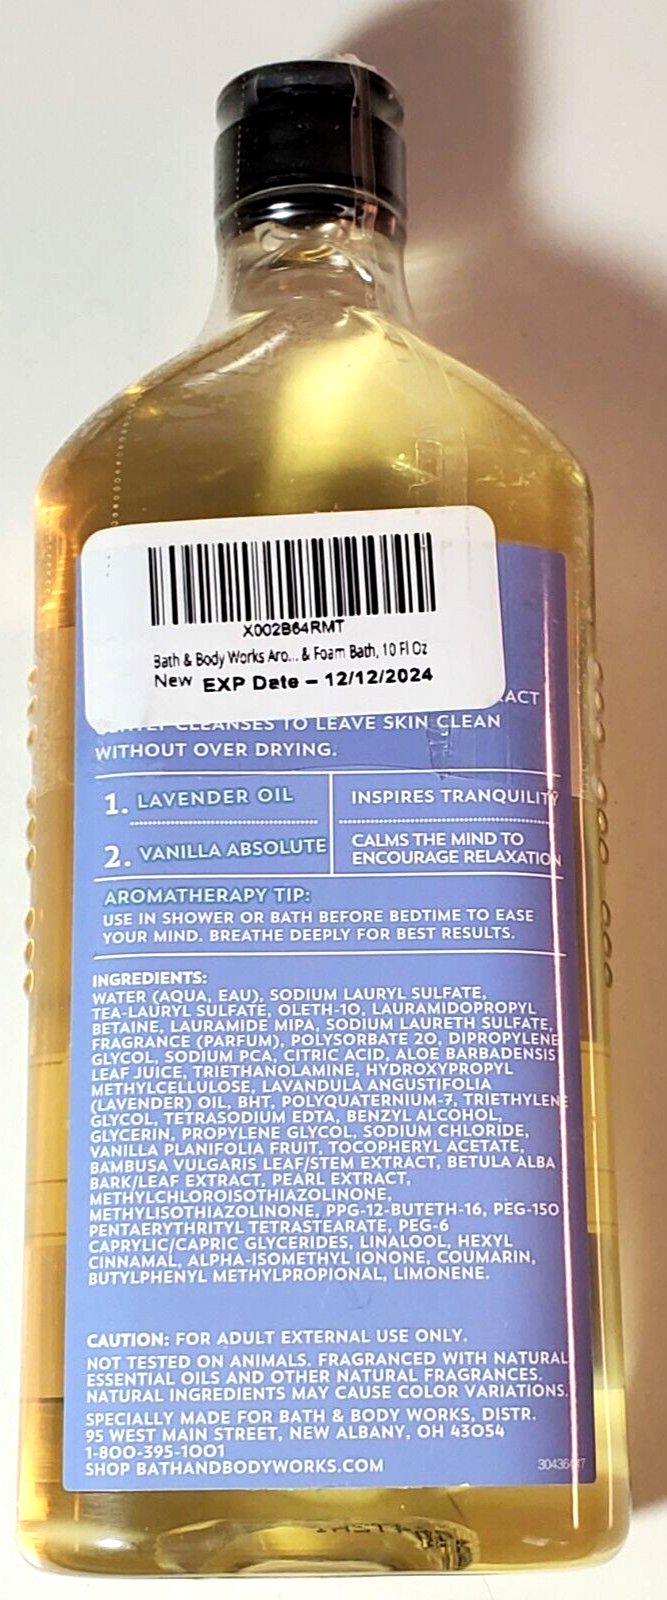 X002B64RMT
Bath & Body Works Aro... & Foam Bath, 10 Fl Oz
New EXP Date – 12/12/2024
CLEANSES TO LEAVE SKIN CLEAN
WITHOUT OVER DRYING.
1. LAVENDER OIL INSPIRES TRANQUILITY
2. VANILLA ABSOLUTE CALMS THE MIND TO
ENCOURAGE RELAXATION
AROMATHERAPY TIP:
USE IN SHOWER OR BATH BEFORE BEDTIME TO EASE
YOUR MIND. BREATHE DEEPLY FOR BEST RESULTS.
INGREDIENTS:
WATER (AQUA, EAU), SODIUM LAURYL SULFATE,
TEA-LAURYL SULFATE, OLETH-10, LAURAMIDOPROPYL
BETAINE, LAURAMIDE MIPA, SODIUM LAURETH SULFATE,
FRAGRANCE (PARFUM), POLYSORBATE 20, DIPROPYLENE
GLYCOL, SODIUM PCA, CITRIC ACID, ALOE BARBADENSIS
LEAF JUICE, TRIETHANOLAMINE, HYDROXYPROPYL
METHYLCELLULOSE, LAVANDULA ANGUSTIFOLIA
(LAVENDER) OIL, BHT, POLYQUATERNIUM-7, TRIETHYLENE
GLYCOL, TETRASODIUM EDTA, BENZYL ALCOHOL,
GLYCERIN, PROPYLENE GLYCOL, SODIUM CHLORIDE,
VANILLA PLANIFOLIA FRUIT, TOCOPHERYL ACETATE,
BAMBUSA VULGARIS LEAF/STEM EXTRACT, BETULA ALBA
BARK/LEAF EXTRACT, PEARL EXTRACT,
METHYLCHLOROISOTHIAZOLINONE,
METHYLISOTHIAZOLINONE, PPG-12-BUTETH-16, PEG-150
PENTAERYTHRITYL TETRASTEARATE, PEG-6
CAPRYLIC/CAPRIC GLYCERIDES, LINALOOL, HEXYL
CINNAMAL, ALPHA-ISOMETHYL IONONE, COUMARIN,
BUTYLPHENYL METHYLPROPIONAL, LIMONENE.
CAUTION: FOR ADULT EXTERNAL USE ONLY.
NOT TESTED ON ANIMALS. FRAGRANCED WITH NATURAL
ESSENTIAL OILS AND OTHER NATURAL FRAGRANCES.
NATURAL INGREDIENTS MAY CAUSE COLOR VARIATIONS.
SPECIALLY MADE FOR BATH & BODY WORKS, DISTR.
95 WEST MAIN STREET, NEW ALBANY, OH 43054
1-800-395-1001
SHOP BATHANDBODYWORKS.COM